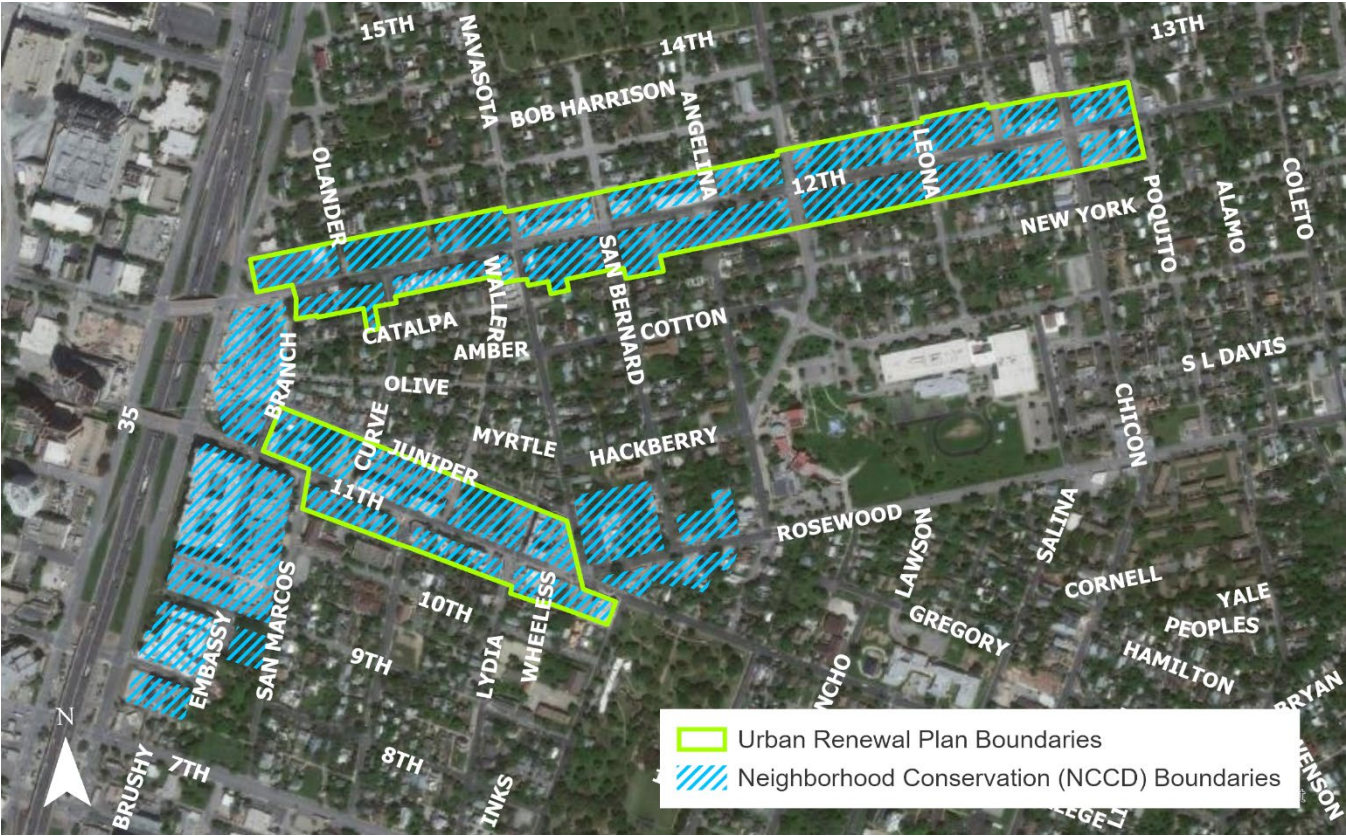 15TH
NAVASOTA
14TH
13TH
BOB HARRISON
ANGELINA
OLANDER
LEONA
12TH
COLETO
ALAMO
POQUITO
NEW YORK
SAN BERNARD
WALLER
CATALPA
COTTON
AMBER
S L DAVIS
BRANCH
OLIVE
35
CURVE
JUNIPER
MYRTLE
HACKBERRY
CHICON
11TH
ROSEWOOD
LAWSON
SALINA
CORNELL
YALE
PEOPLES
10TH
WHEELESS
GREGORY
SAN MARCOS
EMBASSY
9TH
LYDIA
HAMILTON
NCHO
BRYAN
N
BRUSHY
7TH
8TH
INKS
Urban Renewal Plan Boundaries
Neighborhood Conservation (NCCD) Boundaries